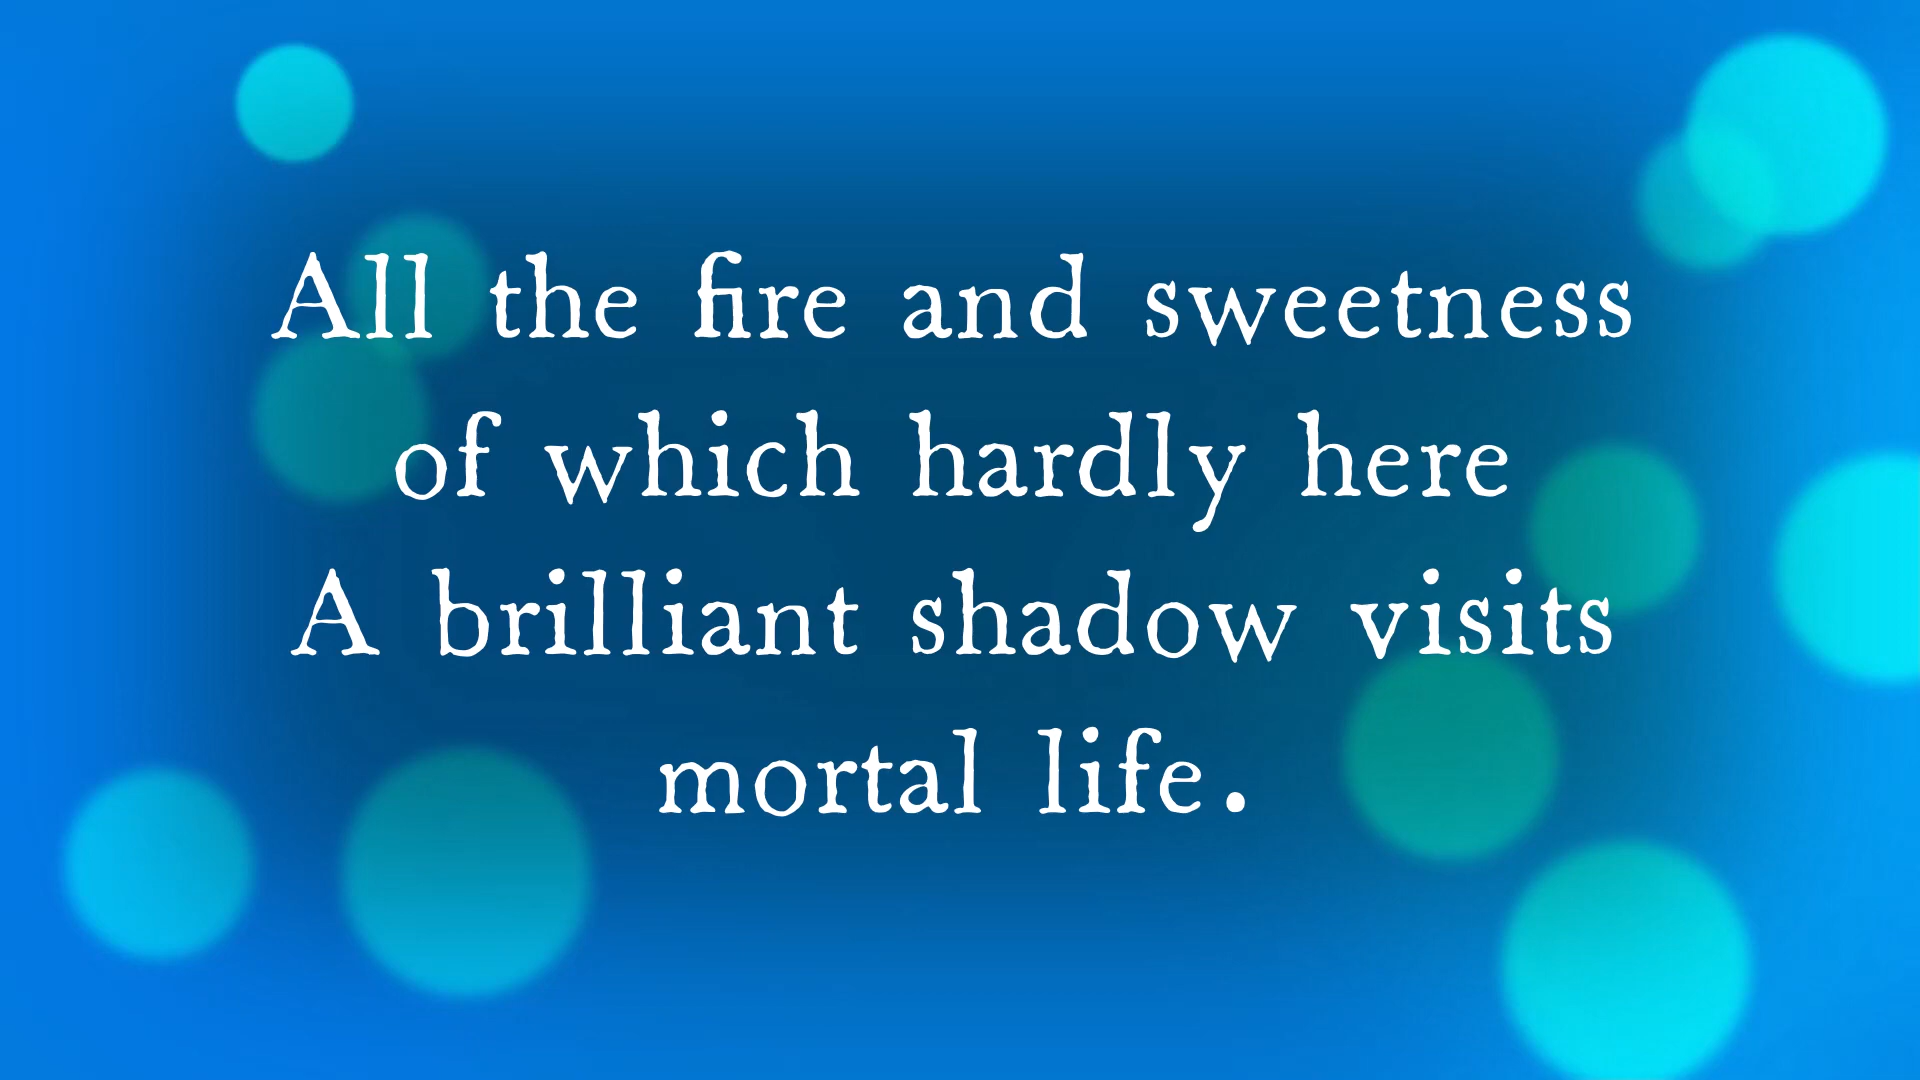 All the fire and sweetness
of which hardly here
A brilliant shadow visits
mortal life.